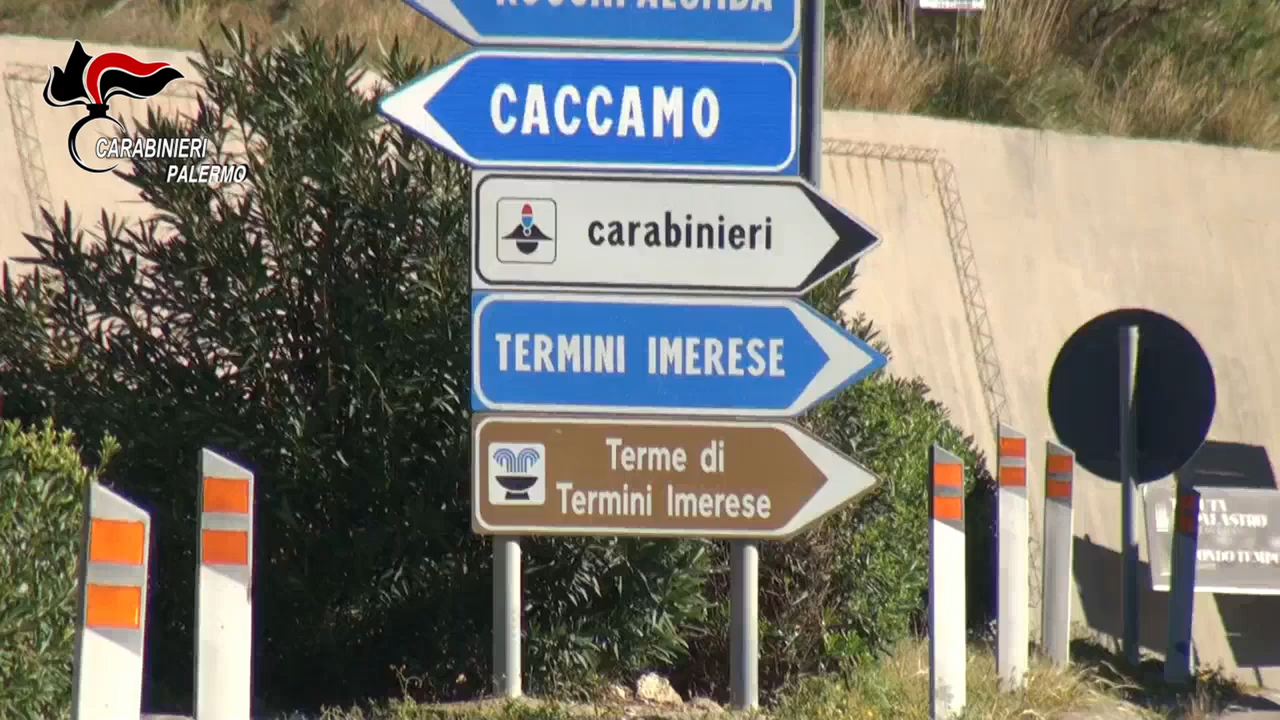 CACCAMO
CARABINIERI
PALERMO
carabinieri
TERMINI IMERESE
Terme di
Termini Imerese